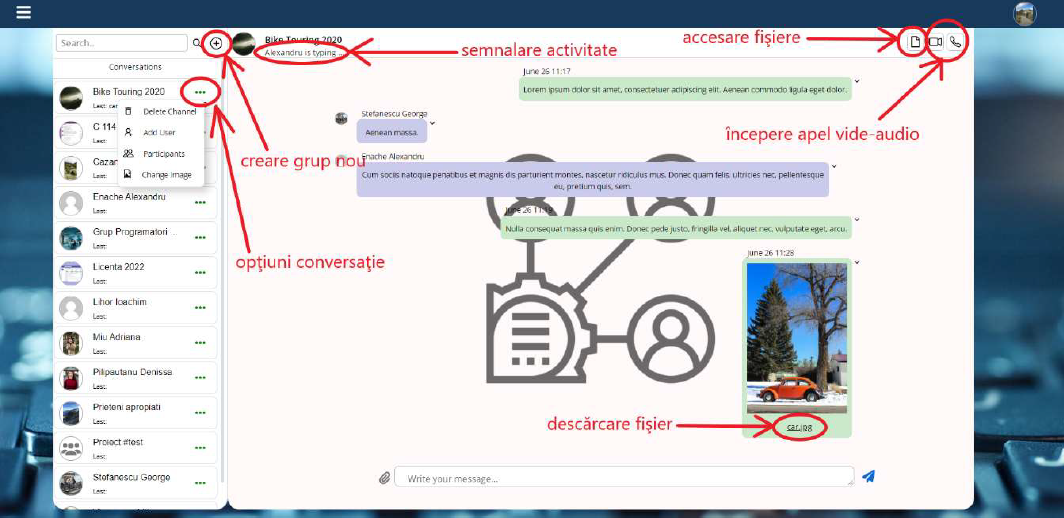 Search..
Conversations
Bike Touring 2020
Last: car
Delete Channel
Add User
Participants
Change Image
C 114
Last:
Cazar
Last:
Enache Alexandru
Last:
Grup Programatori ...
Last:
Licenta 2022
Last:
Lihor Ioachim
Last:
Miu Adriana
Last:
Pilipautanu Denissa
Last:
Prieteni apropiati
Last:
Proiect #test
Last:
Stefanescu George
Last:
creare grup nou
opţiuni conversaţie
Bike Touring 2020
Alexandru is typing ...
semnalare activitate
accesare fişiere
începere apel vide-audio
June 26 11:17
Lorem ipsum dolor sit amet, consectetuer adipiscing elit. Aenean commodo ligula eget dolor.
Stefanescu George
Aenean massa.
Enache Alexandru
Cum sociis natoque penatibus et magnis dis parturient montes, nascetur ridiculus mus. Donec quam felis, ultricies nec, pellentesque
eu, pretium quis, sem.
June 26 11:19
Nulla consequat massa quis enim. Donec pede justo, fringilla vel, aliquet nec, vulputate eget, arcu.
June 26 11:28
car.jpg
descărcare fişier
Write your message...